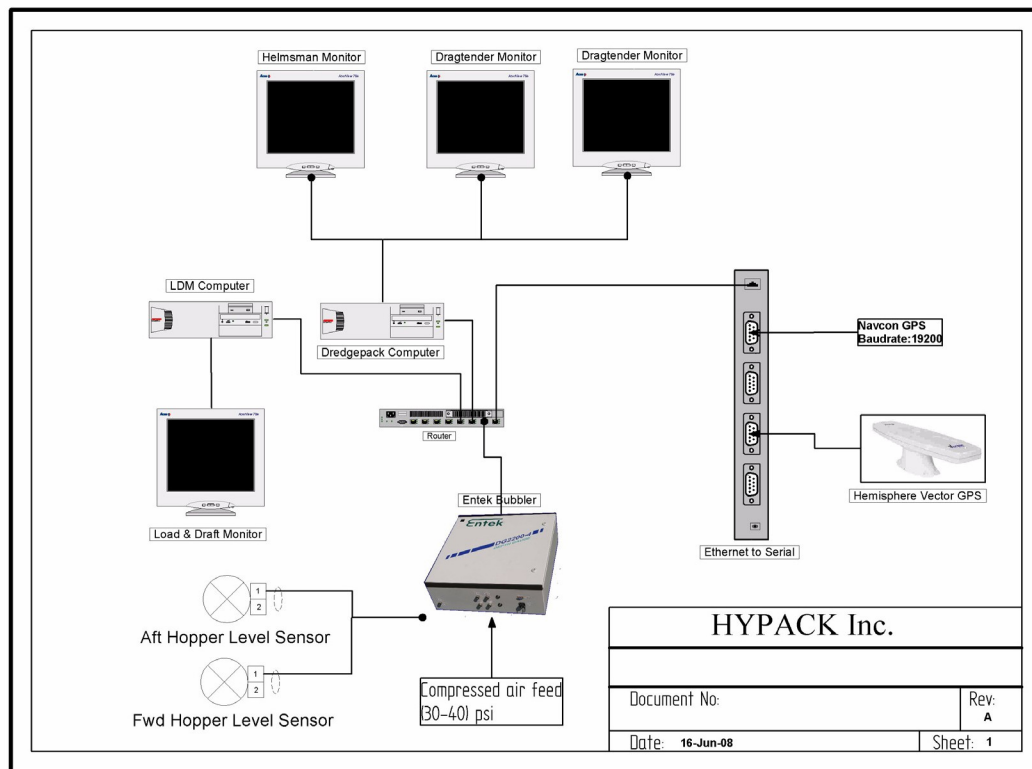 Helmsman Monitor
Dragtender Monitor
Dragtender Monitor
LDM Computer
Dredgepack Computer
Navcon GPS
Baudrate:19200
Router
Entek Bubbler
Entek
DG2200-4
Hemisphere Vector GPS
Load & Draft Monitor
Ethernet to Serial
1
2
Aft Hopper Level Sensor
1
2
Fwd Hopper Level Sensor
Compressed air feed
(30-40) psi
HYPACK Inc.
Document No:
Rev:
A
Date: 16-Jun-08
Sheet: 1